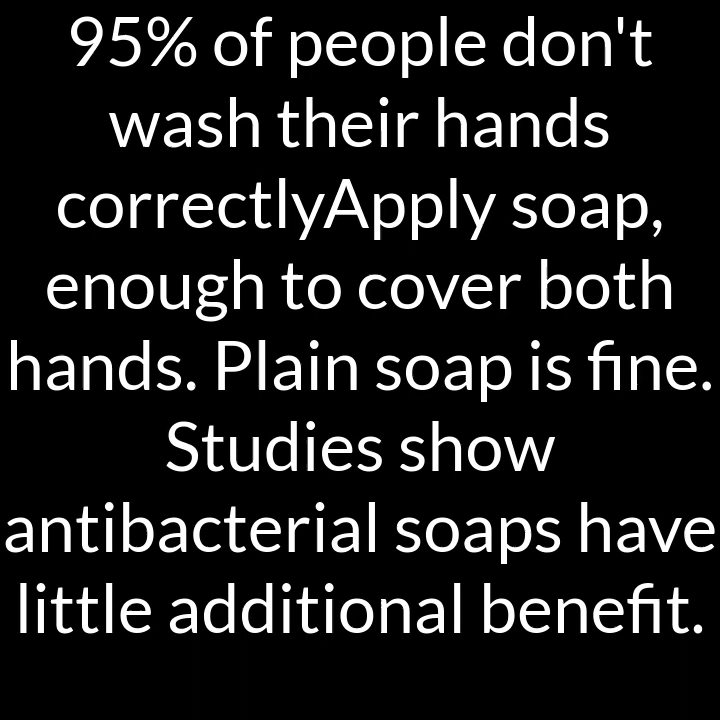 95% of people don't
wash their hands
correctlyApply soap,
enough to cover both
hands. Plain soap is fine.
Studies show
antibacterial soaps have
little additional benefit.